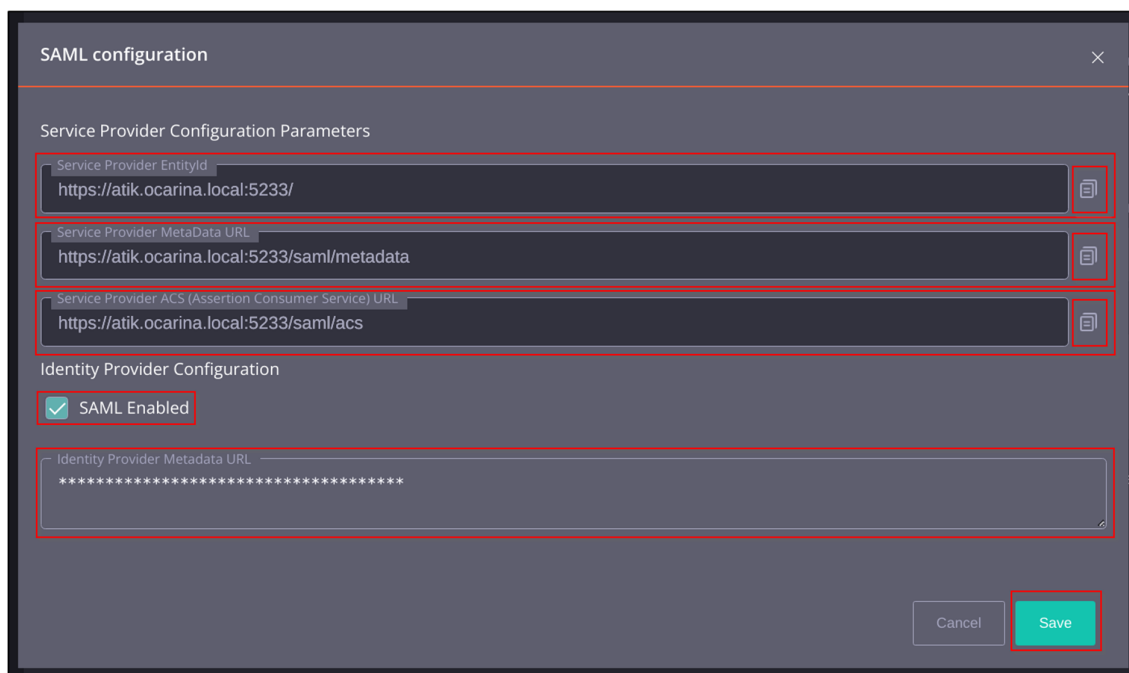 SAML configuration
Service Provider Configuration Parameters
Service Provider EntityId
https://atik.ocarina.local:5233/
Service Provider MetaData URL
https://atik.ocarina.local:5233/saml/metadata
Service Provider ACS (Assertion Consumer Service) URL
https://atik.ocarina.local:5233/saml/acs
Identity Provider Configuration
SAML Enabled
Identity Provider Metadata URL
*************************************
Cancel
Save